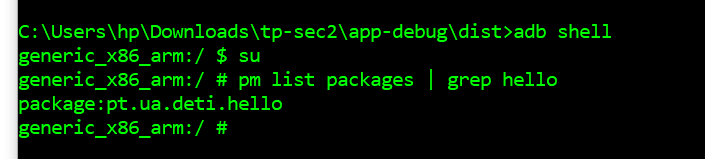 C:\Users\hp\Downloads\tp-sec2\app-debug\dist>adb shell
generic_x86_arm:/ $ su
generic_x86_arm:/ # pm list packages | grep hello
package:pt.ua.deti.hello
generic_x86_arm:/ #